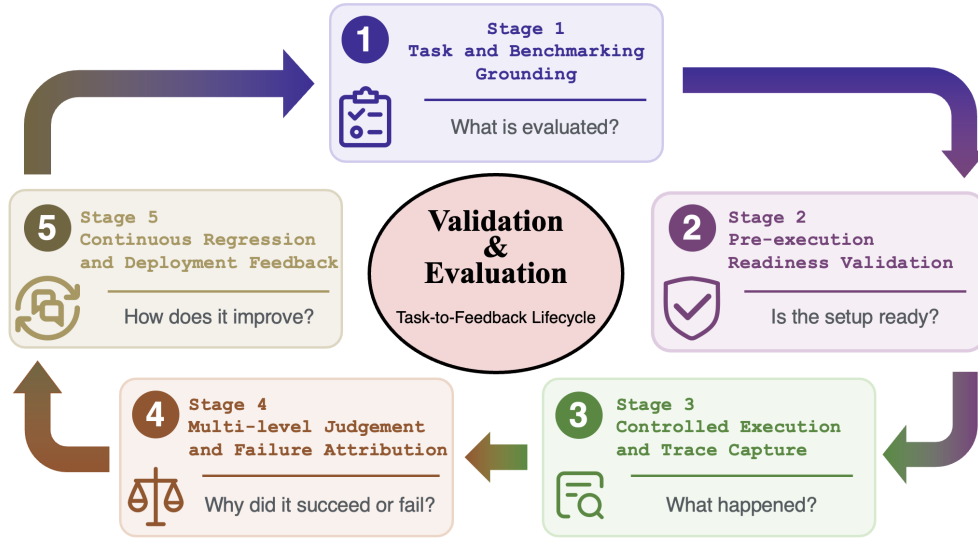 1
Stage 1
Task and Benchmarking
Grounding
What is evaluated?
2
Stage 2
Pre-execution
Readiness Validation
Is the setup ready?
3
Stage 3
Controlled Execution
and Trace Capture
What happened?
4
Stage 4
Multi-level Judgement
and Failure Attribution
Why did it succeed or fail?
5
Stage 5
Continuous Regression
and Deployment Feedback
How does it improve?
Validation
&
Evaluation
Task-to-Feedback Lifecycle